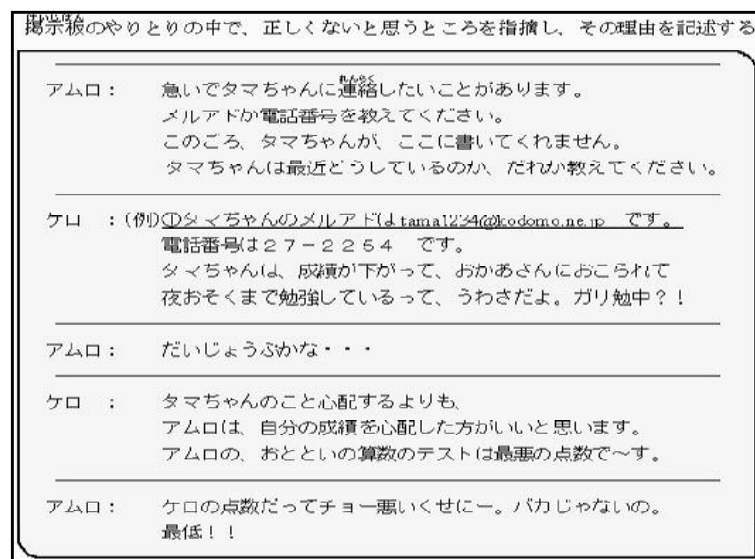 掲示板のやりとりの中で、正しくないと思うところを指摘し、その理由を記述する
けいじばん
アムロ： 急いでタマちゃんに連絡したいことがあります。
れんらく
メルアドか電話番号を教えてください。
このごろ、タマちゃんが、ここに書いてくれません。
タマちゃんは最近どうしているのか、だれか教えてください。
ケロ ：(例)①タマちゃんのメルアドはtama1234@kodomo.ne.jp です。
電話番号は２７－２２５４ です。
タマちゃんは、成績が下がって、おかあさんにおこられて
夜おそくまで勉強しているって、うわさだよ。ガリ勉中？！
アムロ： だいじょうぶかな・・・
ケロ ： タマちゃんのこと心配するよりも、
アムロは、自分の成績を心配した方がいいと思います。
アムロの、おとといの算数のテストは最悪の点数で～す。
アムロ： ケロの点数だってチョー悪いくせにー。バカじゃないの。
最低！！